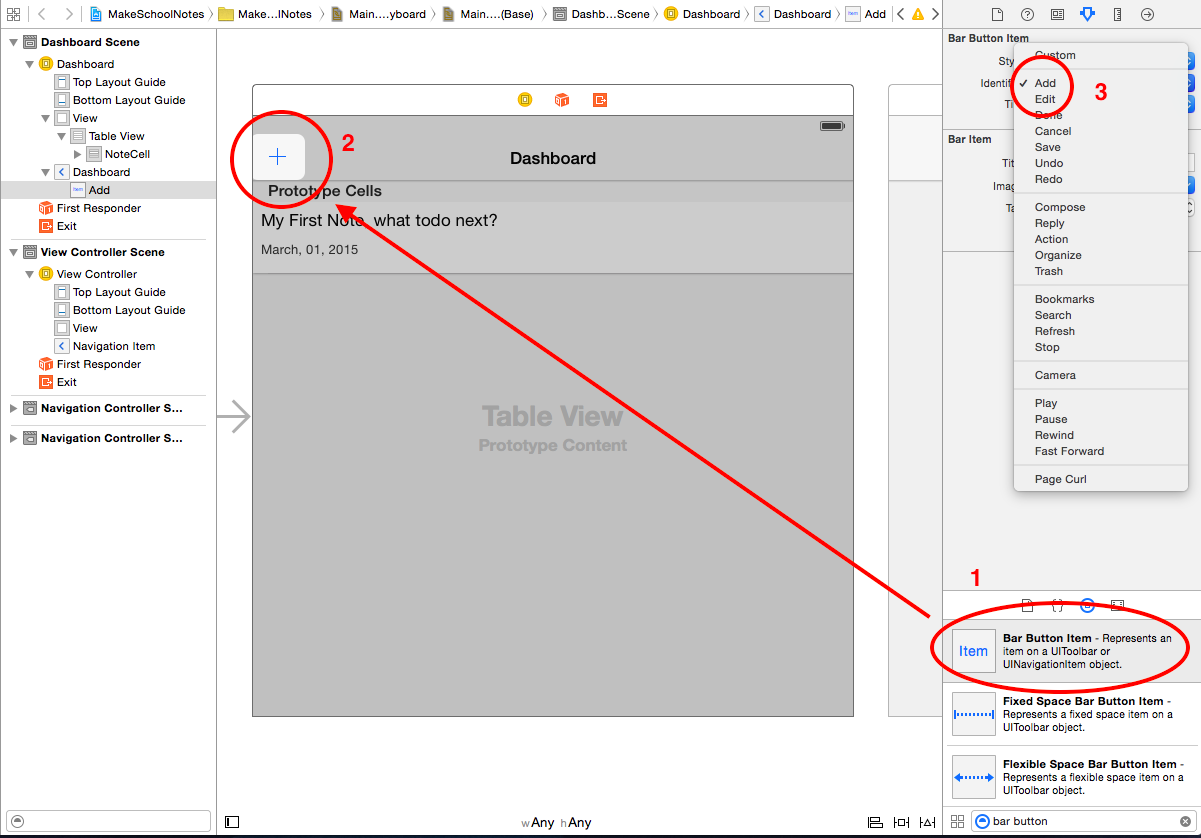 MakeSchoolNotes
Make...lNotes
Main....yboard
Main....(Base)
Dashb...Scene
Dashboard
Dashboard
Add
Dashboard Scene
Dashboard
Top Layout Guide
Bottom Layout Guide
View
Table View
NoteCell
Dashboard
Item
Add
First Responder
Exit
View Controller Scene
View Controller
Top Layout Guide
Bottom Layout Guide
View
Navigation Item
First Responder
Exit
Navigation Controller S...
Navigation Controller S...
2
Dashboard
Prototype Cells
My First Note, what todo next?
March, 01, 2015
Table View
Prototype Content
wAny hAny
Bar Button Item
Sty
Identif
Ti
Bar Item
Tit
Imag
Ta
Custom
✓ Add
Edit
Done
Cancel
Save
Undo
Redo
Compose
Reply
Action
Organize
Trash
Bookmarks
Search
Refresh
Stop
Camera
Play
Pause
Rewind
Fast Forward
Page Curl
3
1
Item
Bar Button Item - Represents an
item on a UIToolbar or
UINavigationItem object.
Fixed Space Bar Button Item -
Represents a fixed space item on a
UIToolbar object.
Flexible Space Bar Button Item -
Represents a flexible space item on a
UIToolbar object.
bar button